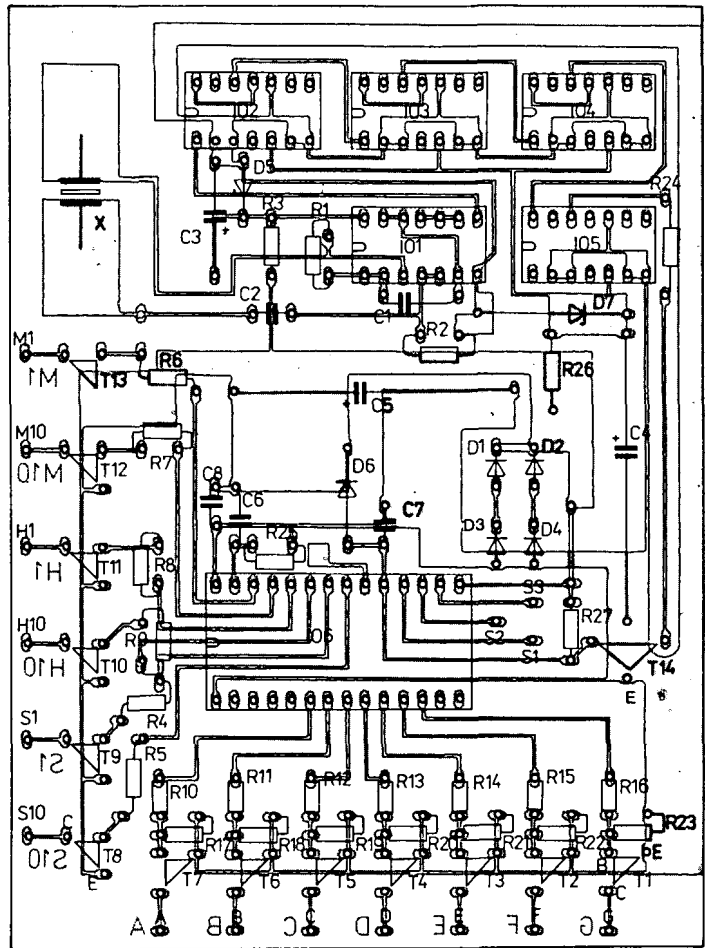 IO2 IO3 IO4
D5
R24
X
C3
R3
R1
IO1
IO5
C2
C1
D7
M1
R2
M1
T13
R6
R26
C5
M10
M10
T12
R7
C8
C6
D6
D1
D2
C4
C7
H1
H1
T11
R8
R25
D3
D4
S3
H10
H10
T10
IO6
S2
R27
S1
T14
E
S1
S1
T9
R4
R5
R10 R11 R12 R13 R14 R15 R16
S10
S10
C
T8
E
R17 R18 R19 R20 R21 R22 R23
B
E
T7 T6 T5 T4 T3 T2 T1
C
A B C D E F G
A B C D E F G